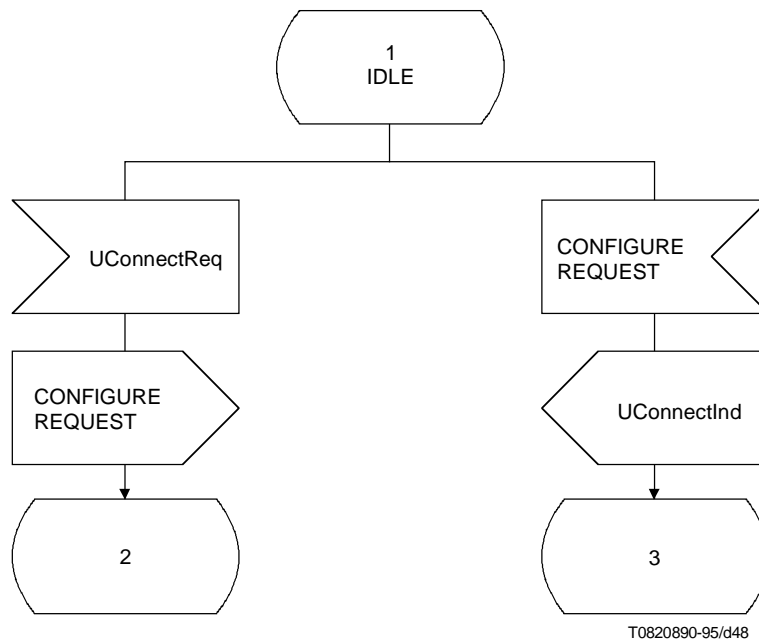 1
IDLE
UConnectReq
CONFIGURE
REQUEST
CONFIGURE
REQUEST
UConnectInd
2
3
T0820890-95/d48